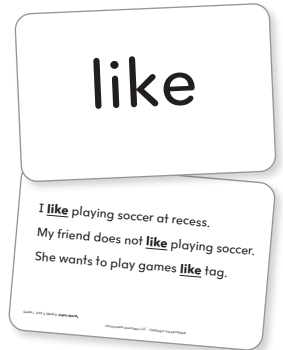 like
I like playing soccer at recess.
My friend does not like playing soccer.
She wants to play games like tag.